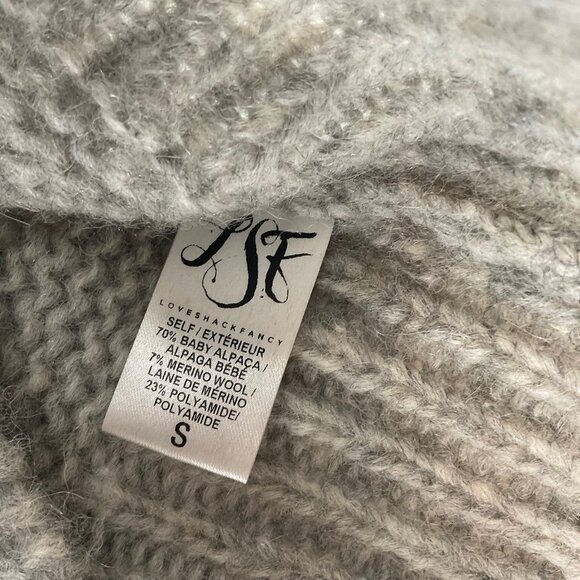 LSF
LOVESHACKFANCY
SELF / EXTÉRIEUR
70% BABY ALPACA /
ALPAGA BÉBÉ
7% MERINO WOOL /
LAINE DE MÉRINO
23% POLYAMIDE/
POLYAMIDE
S